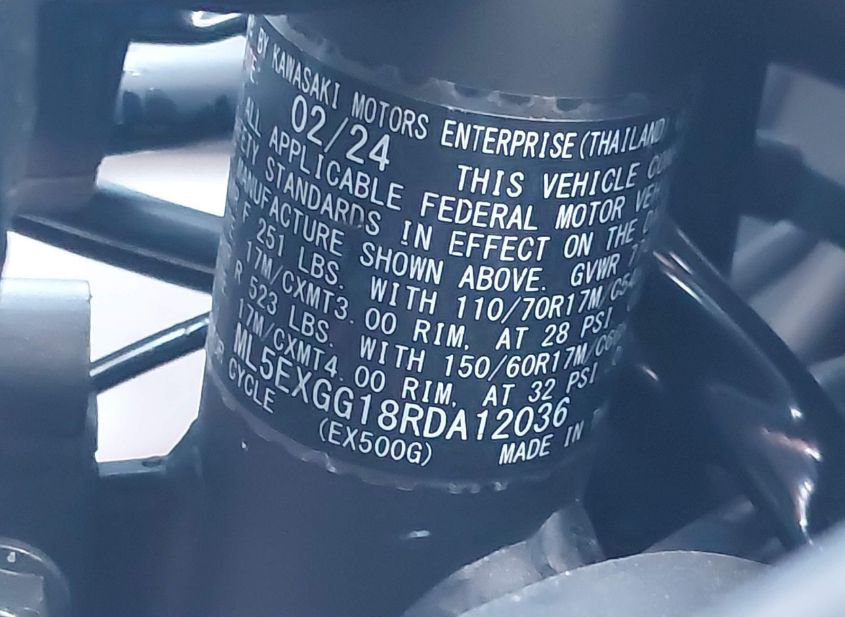 BY KAWASAKI MOTORS ENTERPRISE (THAILAND)
02/24 THIS VEHICLE
ALL APPLICABLE FEDERAL MOTOR
STANDARDS IN EFFECT ON THE
MANUFACTURE SHOWN ABOVE. GVWR
F 251 LBS. WITH 110/70R17M/C
17M/CXMT3.00 RIM, AT 28 PSI
R 523 LBS. WITH 150/60R17M/C
17M/CXMT4.00 RIM, AT 32 PSI
ML5EXGG18RDA12036
CYCLE (EX500G) MADE IN